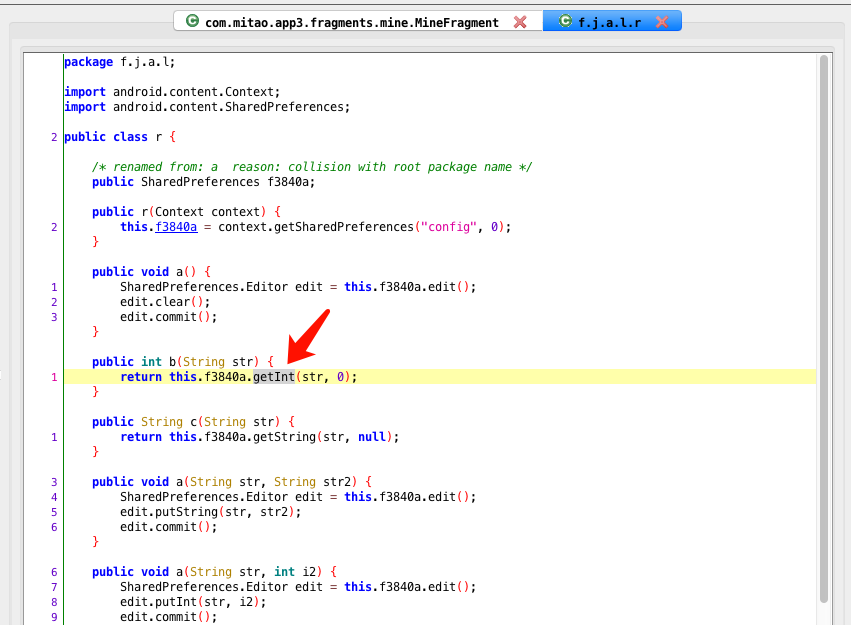 com.mitao.app3.fragments.mine.MineFragment
f.j.a.l.r
package f.j.a.l;
import android.content.Context;
import android.content.SharedPreferences;
2 public class r {
/* renamed from: a  reason: collision with root package name */
public SharedPreferences f3840a;
public r(Context context) {
2 this.f3840a = context.getSharedPreferences("config", 0);
}
public void a() {
1 SharedPreferences.Editor edit = this.f3840a.edit();
2 edit.clear();
3 edit.commit();
}
public int b(String str) {
1 return this.f3840a.getInt(str, 0);
}
public String c(String str) {
1 return this.f3840a.getString(str, null);
}
3 public void a(String str, String str2) {
4 SharedPreferences.Editor edit = this.f3840a.edit();
5 edit.putString(str, str2);
6 edit.commit();
}
6 public void a(String str, int i2) {
7 SharedPreferences.Editor edit = this.f3840a.edit();
8 edit.putInt(str, i2);
9 edit.commit();